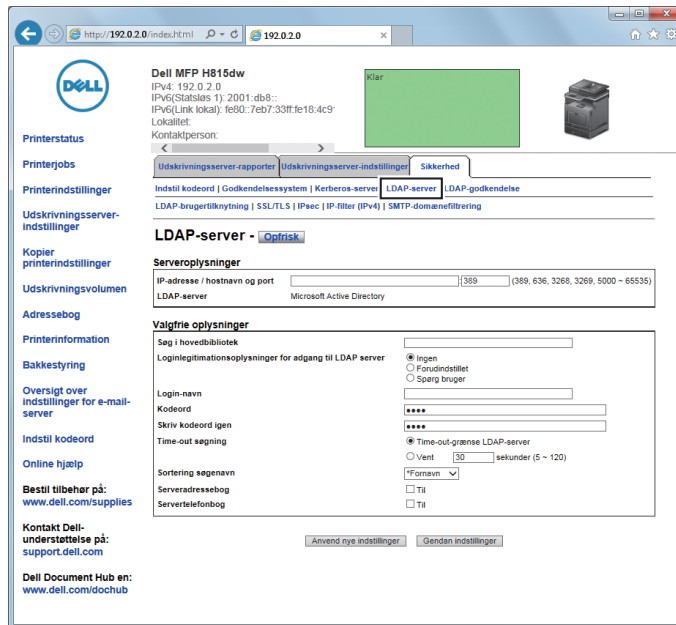 http://192.0.2.0/index.html
192.0.2.0
DELL
Dell MFP H815dw
IPv4: 192.0.2.0
IPv6(Statsløs 1): 2001:db8::
IPv6(Link lokal): fe80::7eb7:33ff:fe18:4c9
Lokalitet:
Kontaktperson:
Klar
Printerstatus
Printerjobs
Printerindstillinger
Udskrivningsserver-
indstillinger
Kopier
printerindstillinger
Udskrivningsvolumen
Adressebog
Printerinformation
Bakkestyring
Oversigt over
indstillinger for e-mail-
server
Indstil kodeord
Online hjælp
Bestil tilbehør på:
www.dell.com/supplies
Kontakt Dell-
understøttelse på:
support.dell.com
Dell Document Hub en:
www.dell.com/dochub
Udskrivningsserver-rapporter Udskrivningsserver-indstillinger Sikkerhed
Indstil kodeord | Godkendelsessystem | Kerberos-server LDAP-server LDAP-godkendelse
LDAP-brugertilknytning | SSL/TLS | IPsec | IP-filter (IPv4) | SMTP-domænefiltrering
LDAP-server - Opfrisk
Serveroplysninger
IP-adresse / hostnavn og port :389 (389, 636, 3268, 3269, 5000 ~ 65535)
LDAP-server Microsoft Active Directory
Valgfrie oplysninger
Søg i hovedbibliotek
Loginlegitimationsoplysninger for adgang til LDAP server Ingen
Forudindstillet
Spørg bruger
Login-navn
Kodeord ••••
Skriv kodeord igen ••••
Time-out søgning Time-out-grænse LDAP-server
Vent 30 sekunder (5 ~ 120)
Sortering søgenavn *Fornavn
Serveradressebog Til
Servertelefonbog Til
Anvend nye indstillinger Gendan indstillinger